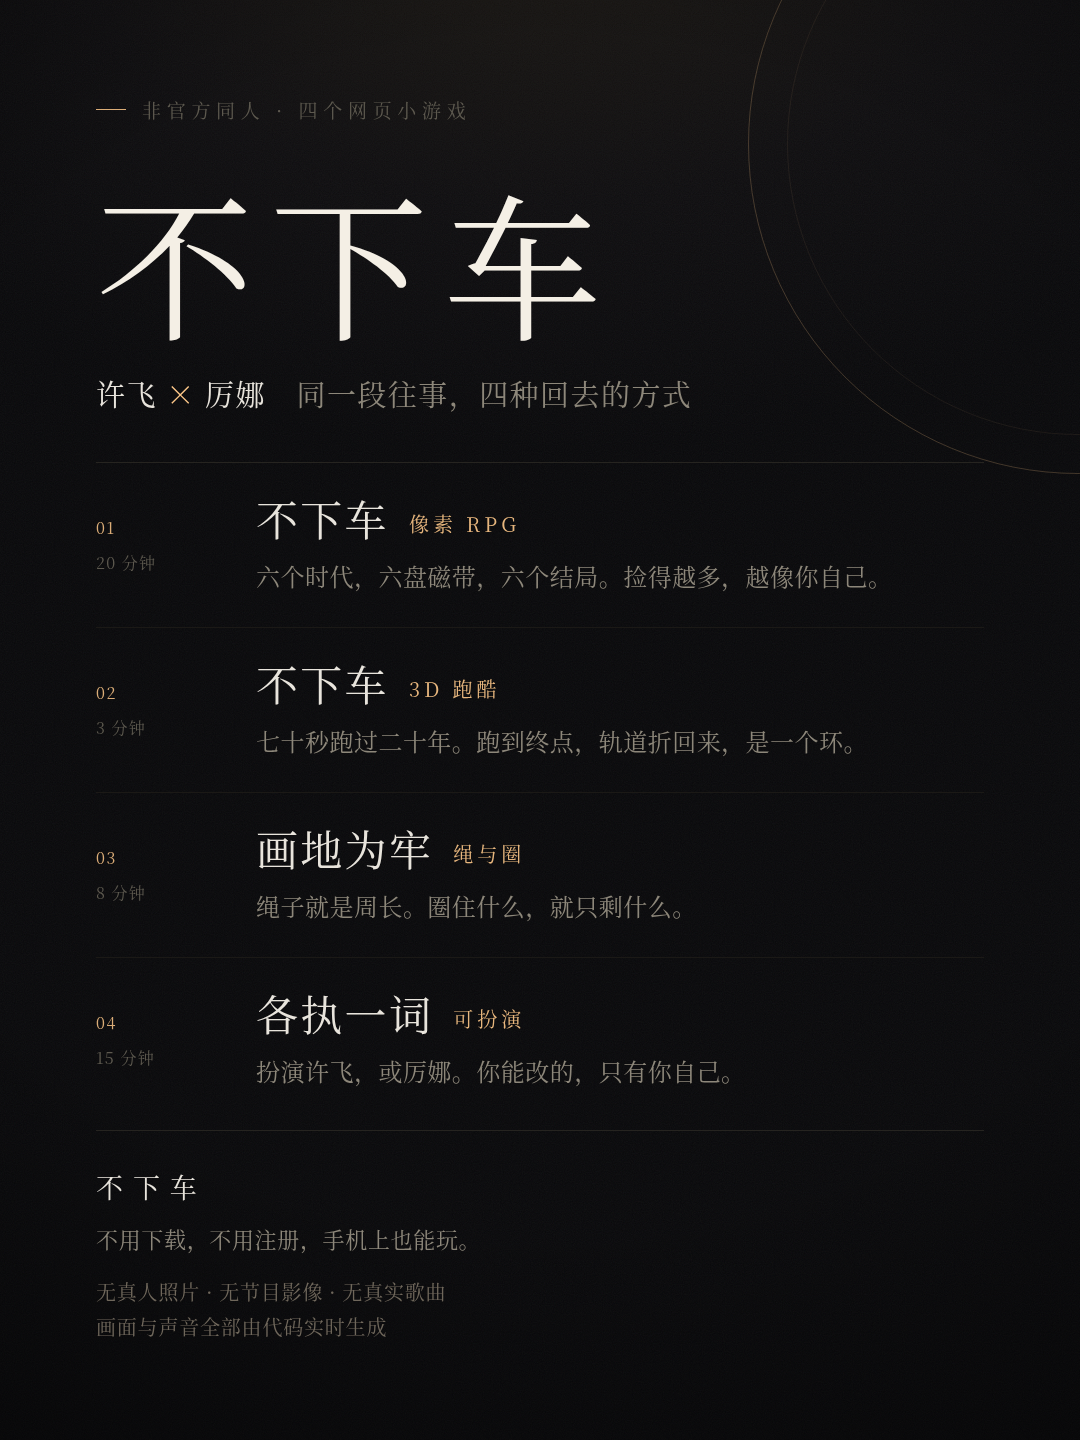 非官方同人 · 四个网页小游戏
不下车
许飞 × 厉娜 同一段往事，四种回去的方式
01
20 分钟
不下车 像素 RPG
六个时代，六盘磁带，六个结局。捡得越多，越像你自己。
02
3 分钟
不下车 3D 跑酷
七十秒跑过二十年。跑到终点，轨道折回来，是一个环。
03
8 分钟
画地为牢 绳与圈
绳子就是周长。圈住什么，就只剩什么。
04
15 分钟
各执一词 可扮演
扮演许飞，或厉娜。你能改的，只有你自己。
不下车
不用下载，不用注册，手机上也能玩。
无真人照片 · 无节目影像 · 无真实歌曲
画面与声音全部由代码实时生成